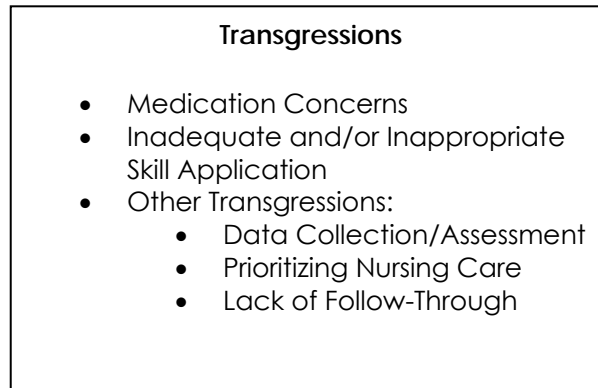 Transgressions
• Medication Concerns
• Inadequate and/or Inappropriate
Skill Application
• Other Transgressions:
• Data Collection/Assessment
• Prioritizing Nursing Care
• Lack of Follow-Through